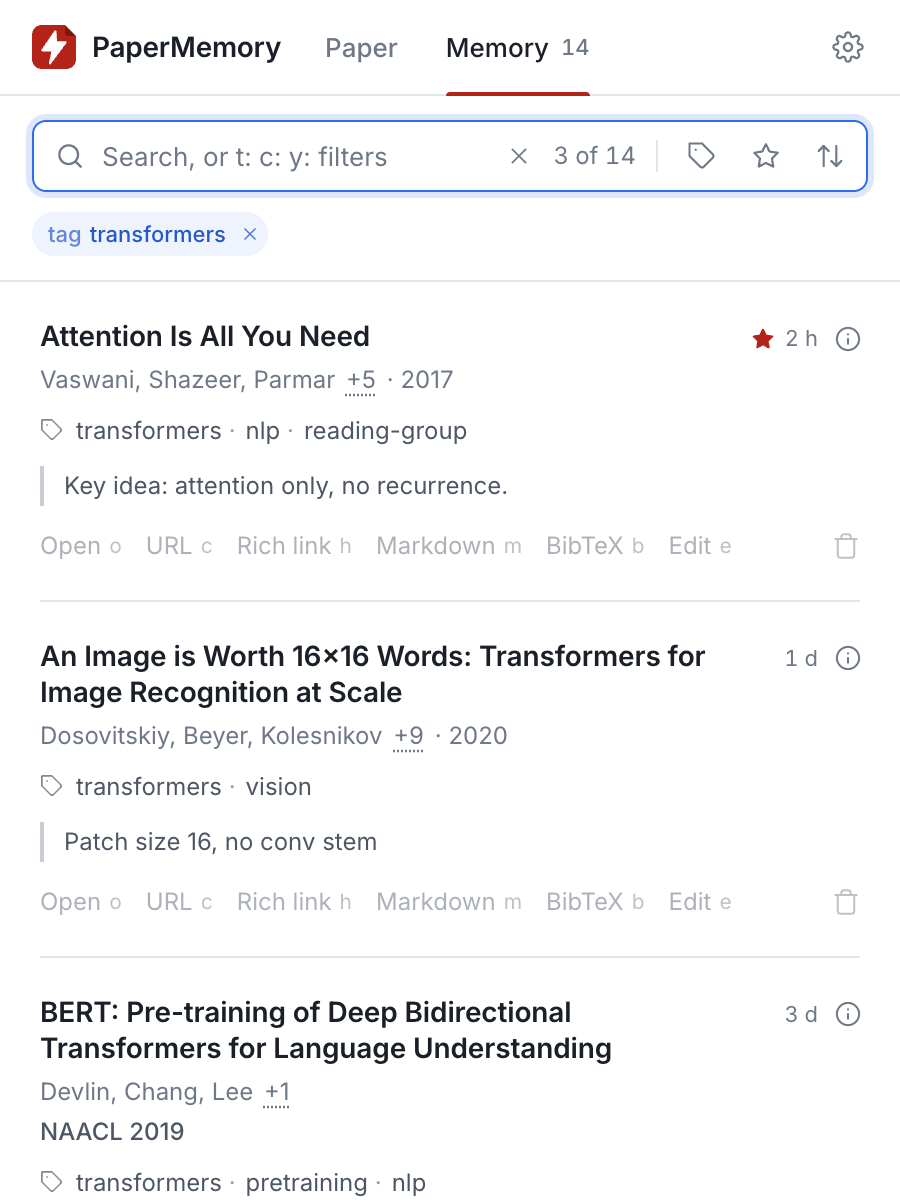 PaperMemory Paper Memory 14
Search, or t: c: y: filters 3 of 14
tag transformers ×
Attention Is All You Need 2 h
Vaswani, Shazeer, Parmar +5 · 2017
transformers · nlp · reading-group
Key idea: attention only, no recurrence.
Open o URL c Rich link h Markdown m BibTeX b Edit e
An Image is Worth 16×16 Words: Transformers for 1 d
Image Recognition at Scale
Dosovitskiy, Beyer, Kolesnikov +9 · 2020
transformers · vision
Patch size 16, no conv stem
Open o URL c Rich link h Markdown m BibTeX b Edit e
BERT: Pre-training of Deep Bidirectional 3 d
Transformers for Language Understanding
Devlin, Chang, Lee +1
NAACL 2019
transformers · pretraining · nlp